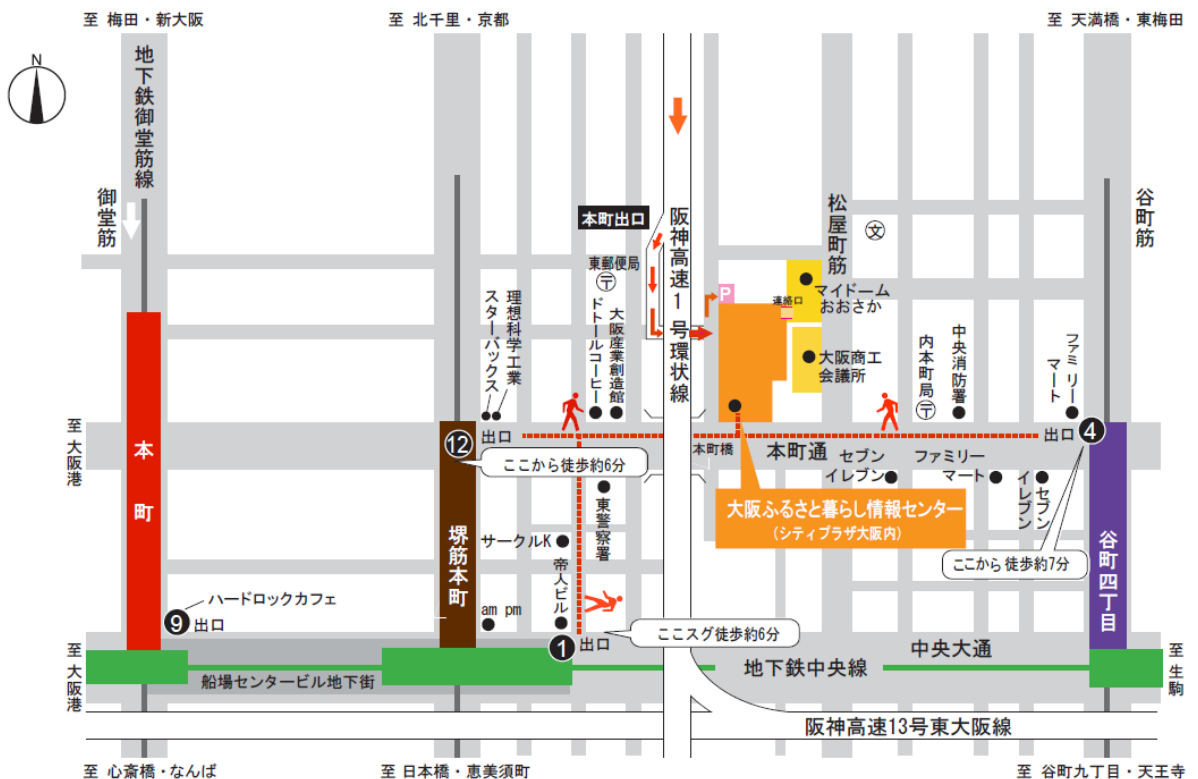 至 梅田・新大阪
至 北千里・京都
至 天満橋・東梅田
N
地下鉄御堂筋線
御堂筋
本町出口
阪神高速1号環状線
松屋町筋
文
谷町筋
東郵便局
〒
P
連絡口
マイドーム
おおさか
スターバックス
理想科学工業
ドトールコーヒー
大阪産業創造館
大阪商工
会議所
内本町局
〒
中央消防署
ファミリー
マート
至 大阪港
本町
12
出口
ここから徒歩約6分
本町橋
本町通
セブン
イレブン
ファミリー
マート
セブン
イレブン
出口
4
東警察署
大阪ふるさと暮らし情報センター
(シティプラザ大阪内)
ここから 徒歩約7分
堺筋本町
サークルK
帝人ビル
谷町四丁目
ハードロックカフェ
9
出口
am pm
1
出口
ここスグ徒歩約6分
至 大阪港
船場センタービル地下街
地下鉄中央線
中央大通
至 生駒
阪神高速13号東大阪線
至 心斎橋・なんば
至 日本橋・恵美須町
至 谷町九丁目・天王寺